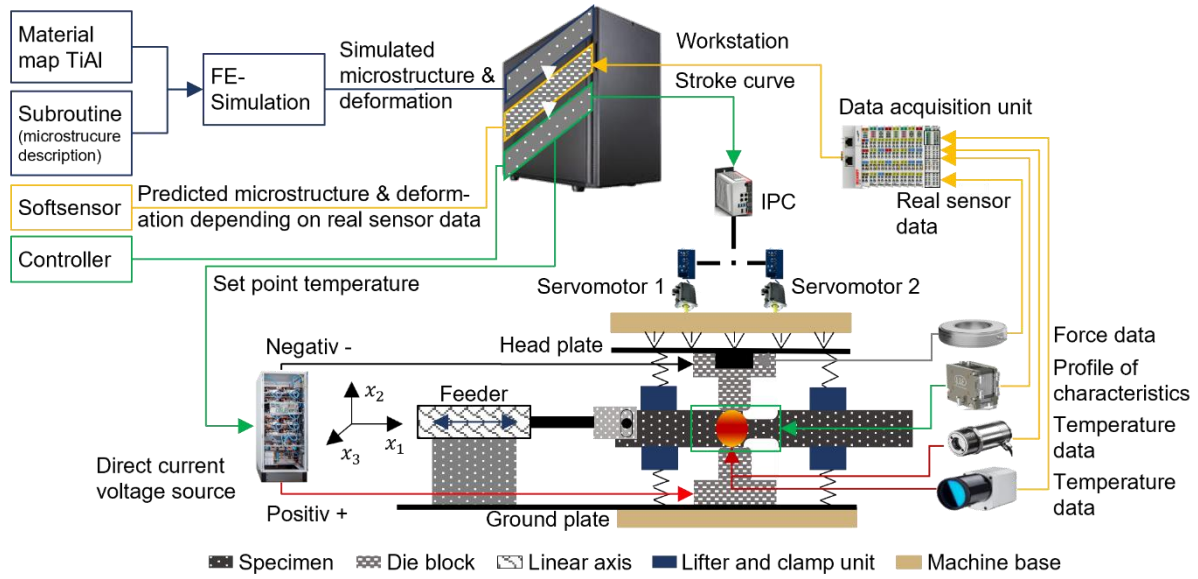 Material
map TiAl
Subroutine
(microstrucure
description)
FE-
Simulation
Simulated
microstructure &
deformation
Workstation
Stroke curve
Data acquisition unit
Real sensor
data
Softsensor
Predicted microstructure & deform-
ation depending on real sensor data
Controller
Set point temperature
IPC
Servomotor 1
Servomotor 2
Negativ -
Head plate
Force data
Profile of
characteristics
Temperature
data
Temperature
data
x₂
x₁
x₃
Feeder
Direct current
voltage source
Positiv +
Ground plate
Specimen
Die block
Linear axis
Lifter and clamp unit
Machine base